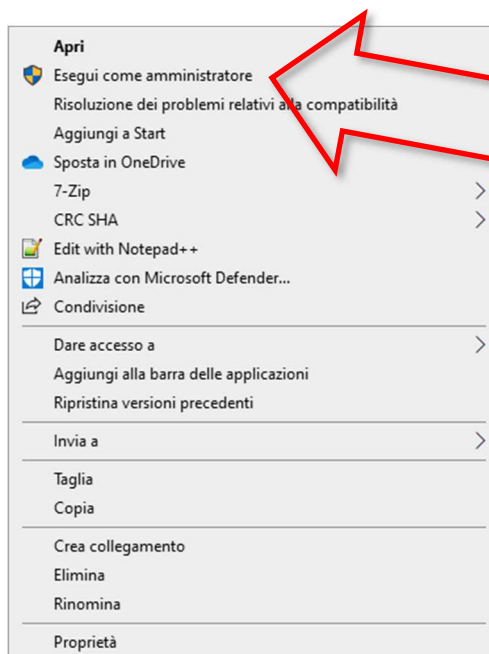 Apri
Esegui come amministratore
Risoluzione dei problemi relativi alla compatibilità
Aggiungi a Start
Sposta in OneDrive
7-Zip
CRC SHA
Edit with Notepad++
Analizza con Microsoft Defender...
Condivisione
Dare accesso a
Aggiungi alla barra delle applicazioni
Ripristina versioni precedenti
Invia a
Taglia
Copia
Crea collegamento
Elimina
Rinomina
Proprietà